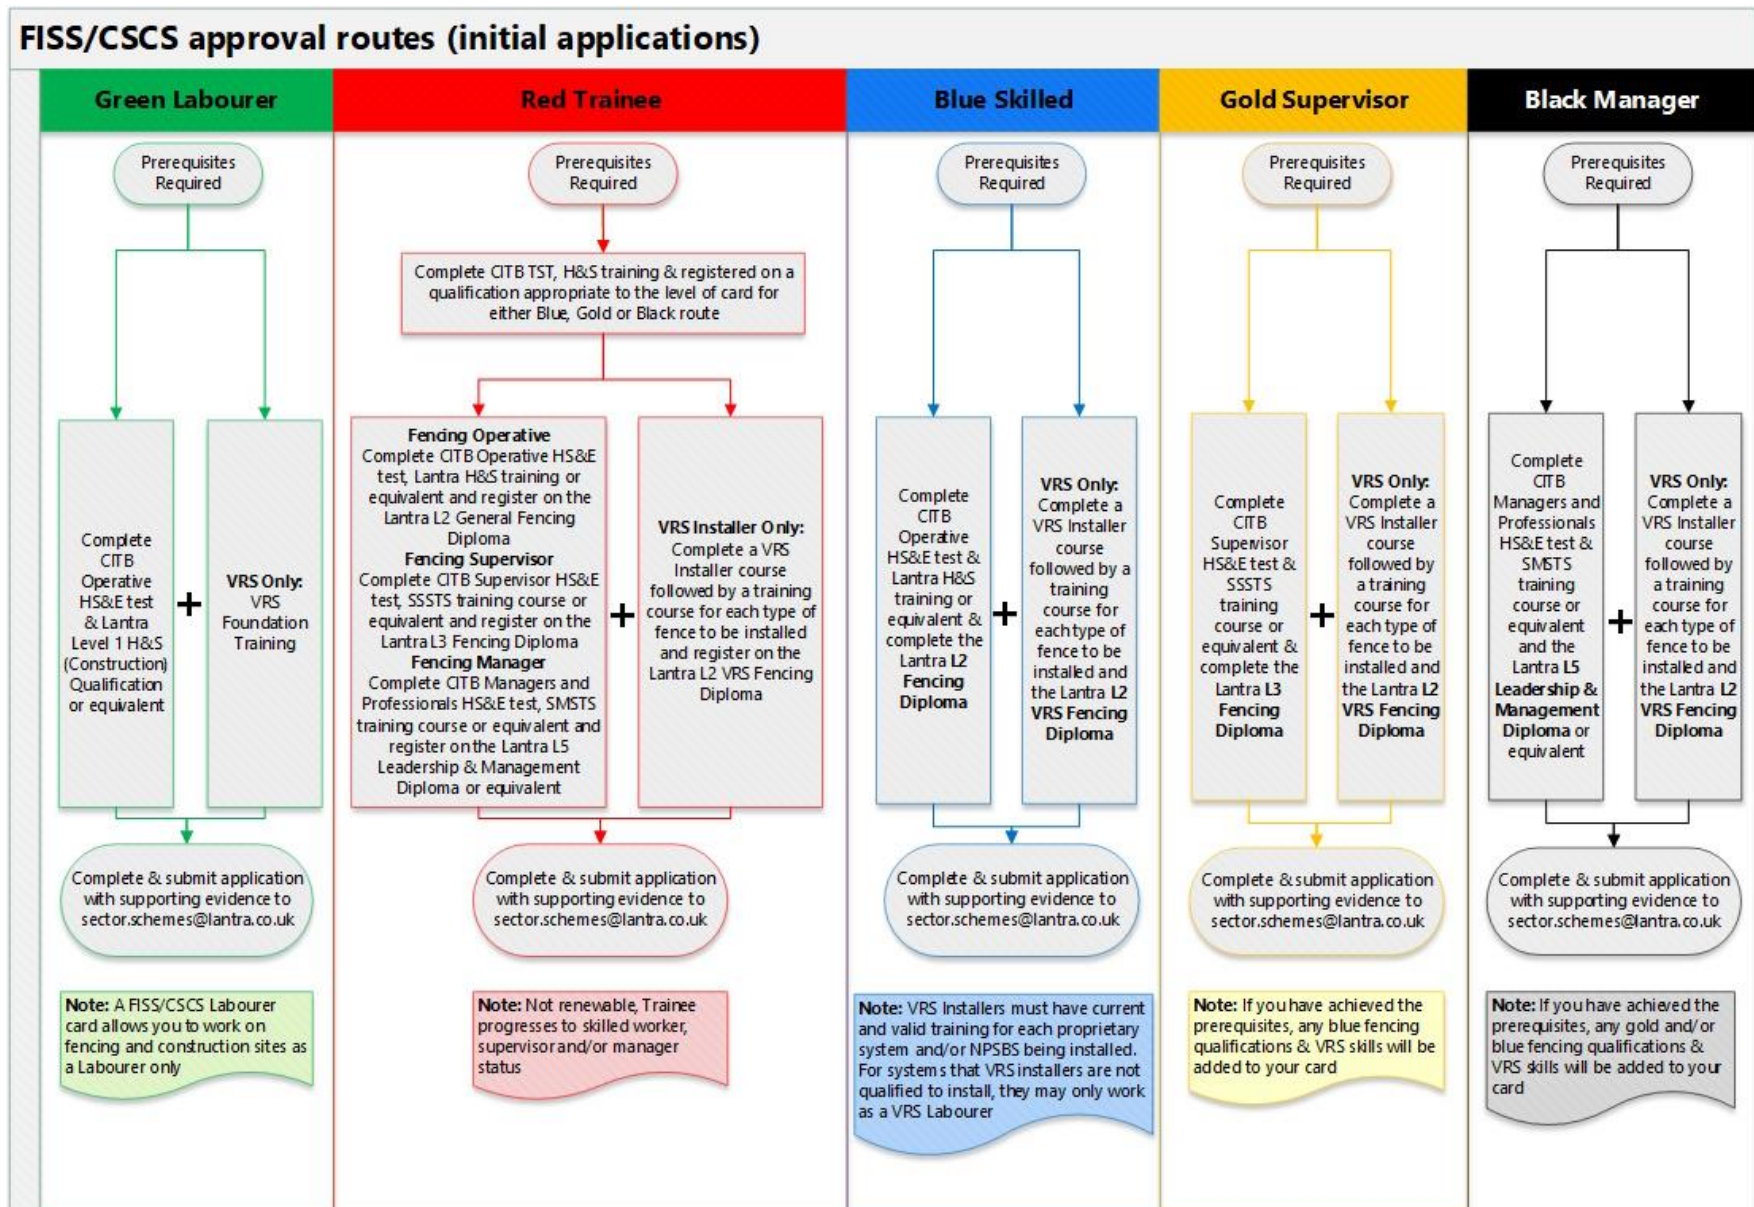 FISS/CSCS approval routes (initial applications)
Green Labourer
Prerequisites
Required
Complete
CITB
Operative
HS&E test
& Lantra
Level 1 H&S
(Construction)
Qualification
or equivalent
+
VRS Only:
VRS
Foundation
Training
Complete & submit application
with supporting evidence to
sector.schemes@lantra.co.uk
Note: A FISS/CSCS Labourer
card allows you to work on
fencing and construction sites as
a Labourer only
Red Trainee
Prerequisites
Required
Complete CITB TST, H&S training & registered on a
qualification appropriate to the level of card for
either Blue, Gold or Black route
Fencing Operative
Complete CITB Operative HS&E
test, Lantra H&S training or
equivalent and register on the
Lantra L2 General Fencing
Diploma
Fencing Supervisor
Complete CITB Supervisor HS&E
test, SSSTS training course or
equivalent and register on the
Lantra L3 Fencing Diploma
Fencing Manager
Complete CITB Managers and
Professionals HS&E test, SMSTS
training course or equivalent and
register on the Lantra L5
Leadership & Management
Diploma or equivalent
+
VRS Installer Only:
Complete a VRS
Installer course
followed by a training
course for each type of
fence to be installed
and register on the
Lantra L2 VRS Fencing
Diploma
Complete & submit application
with supporting evidence to
sector.schemes@lantra.co.uk
Note: Not renewable, Trainee
progresses to skilled worker,
supervisor and/or manager
status
Blue Skilled
Prerequisites
Required
Complete
CITB
Operative
HS&E test &
Lantra H&S
training or
equivalent &
complete the
Lantra L2
Fencing
Diploma
+
VRS Only:
Complete a
VRS Installer
course
followed by a
training
course for
each type of
fence to be
installed and
the Lantra L2
VRS Fencing
Diploma
Complete & submit application
with supporting evidence to
sector.schemes@lantra.co.uk
Note: VRS Installers must have current
and valid training for each proprietary
system and/or NPSBS being installed.
For systems that VRS installers are not
qualified to install, they may only work
as a VRS Labourer
Gold Supervisor
Prerequisites
Required
Complete
CITB
Supervisor
HS&E test &
SSSTS
training
course or
equivalent &
complete the
Lantra L3
Fencing
Diploma
+
VRS Only:
Complete a
VRS Installer
course
followed by
a training
course for
each type of
fence to be
installed and
the Lantra L2
VRS Fencing
Diploma
Complete & submit application
with supporting evidence to
sector.schemes@lantra.co.uk
Note: If you have achieved the
prerequisites, any blue fencing
qualifications & VRS skills will be
added to your card
Black Manager
Prerequisites
Required
Complete
CITB
Managers and
Professionals
HS&E test &
SMSTS
training
course or
equivalent
and the
Lantra L5
Leadership &
Management
Diploma or
equivalent
+
VRS Only:
Complete a
VRS Installer
course
followed by
a training
course for
each type of
fence to be
installed and
the Lantra L2
VRS Fencing
Diploma
Complete & submit application
with supporting evidence to
sector.schemes@lantra.co.uk
Note: If you have achieved the
prerequisites, any gold and/or
blue fencing qualifications &
VRS skills will be added to your
card